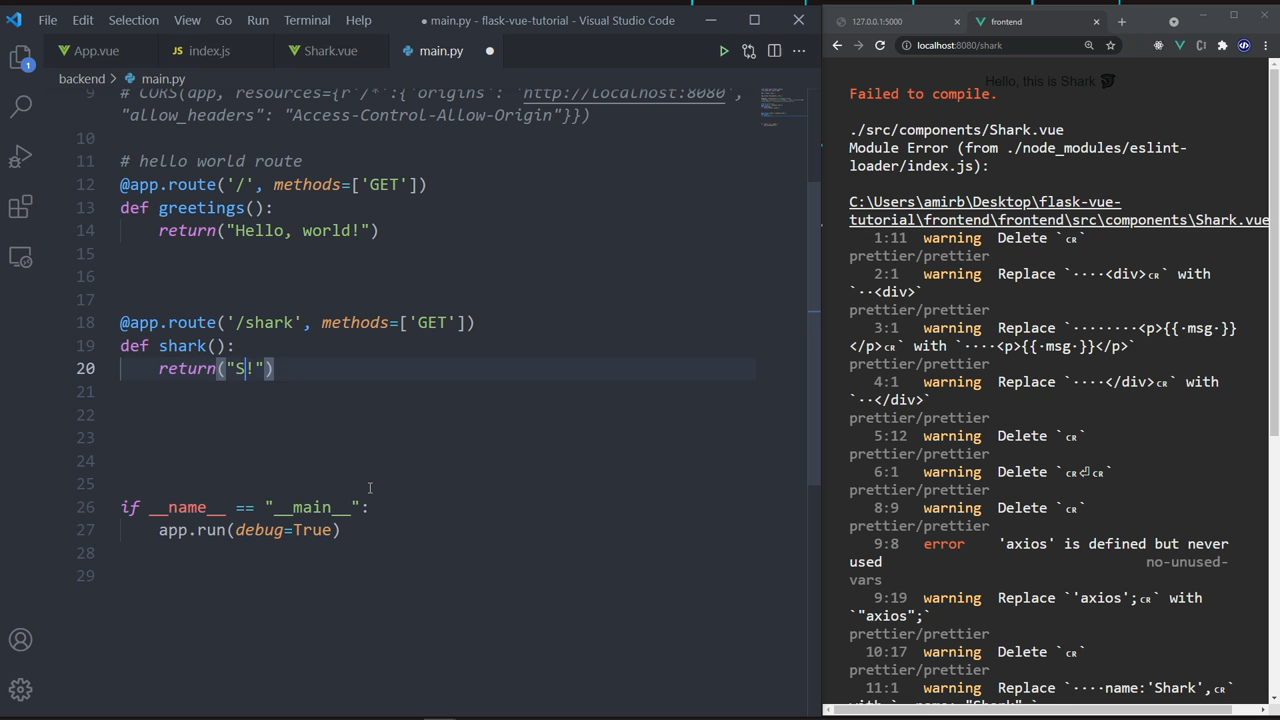 File Edit Selection View Go Run Terminal Help ● main.py - flask-vue-tutorial - Visual Studio Code
App.vue index.js Shark.vue main.py
backend > main.py
9 # CORS(app, resources={r'/*':{'origins': 'http://localhost:8080',
"allow_headers": "Access-Control-Allow-Origin"}})
10
11 # hello world route
12 @app.route('/', methods=['GET'])
13 def greetings():
14 return("Hello, world!")
15
16
17
18 @app.route('/shark', methods=['GET'])
19 def shark():
20 return("S!")
21
22
23
24
25
26 if __name__ == "__main__":
27 app.run(debug=True)
28
29
1
127.0.0.1:5000 frontend
localhost:8080/shark
Hello, this is Shark
Failed to compile.
./src/components/Shark.vue
Module Error (from ./node_modules/eslint-
loader/index.js):
C:\Users\amirb\Desktop\flask-vue-
tutorial\frontend\frontend\src\components\Shark.vue
1:11 warning Delete `␍`
prettier/prettier
2:1 warning Replace `····<div>␍` with
`··<div>`
prettier/prettier
3:1 warning Replace `········<p>{{·msg·}}
</p>␍` with `····<p>{{·msg·}}</p>`
prettier/prettier
4:1 warning Replace `····</div>␍` with
`··</div>`
prettier/prettier
5:12 warning Delete `␍`
prettier/prettier
6:1 warning Delete `␍⏎␍`
prettier/prettier
8:9 warning Delete `␍`
prettier/prettier
9:8 error 'axios' is defined but never
used no-unused-
vars
9:19 warning Replace `'axios';␍` with
`"axios";`
prettier/prettier
10:17 warning Delete `␍`
prettier/prettier
11:1 warning Replace `····name:'Shark',␍`
with `··name: "Shark",`